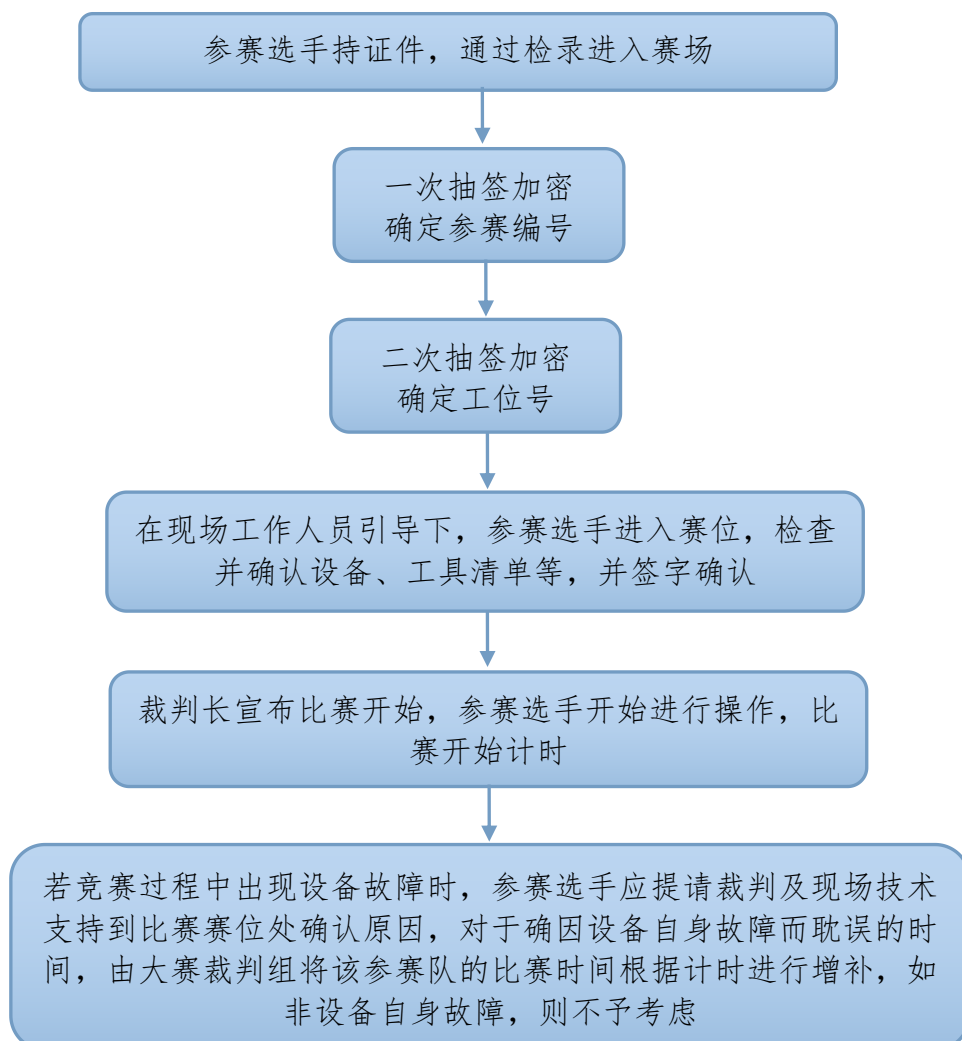 参赛选手持证件，通过检录进入赛场
一次抽签加密
确定参赛编号
二次抽签加密
确定工位号
在现场工作人员引导下，参赛选手进入赛位，检查
并确认设备、工具清单等，并签字确认
裁判长宣布比赛开始，参赛选手开始进行操作，比
赛开始计时
若竞赛过程中出现设备故障时，参赛选手应提请裁判及现场技术
支持到比赛赛位处确认原因，对于确因设备自身故障而耽误的时
间，由大赛裁判组将该参赛队的比赛时间根据计时进行增补，如
非设备自身故障，则不予考虑